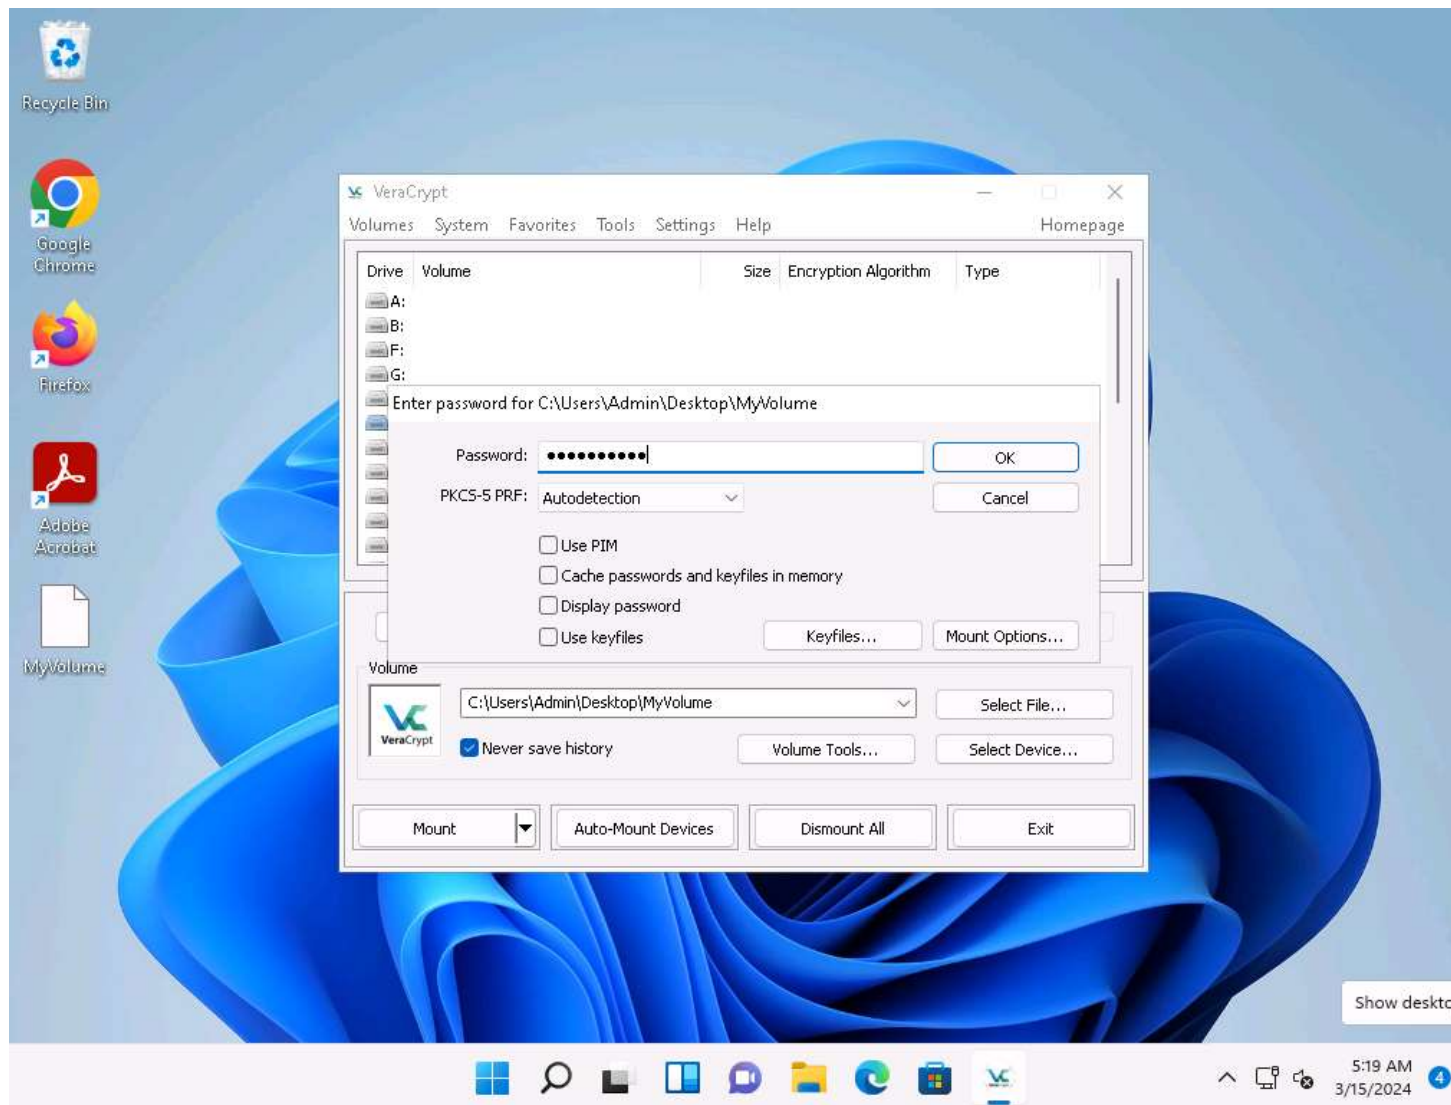 Recycle Bin
Google
Chrome
Firefox
Adobe
Acrobat
MyVolume
VeraCrypt
Volumes System Favorites Tools Settings Help Homepage
Drive Volume Size Encryption Algorithm Type
A:
B:
F:
G:
Enter password for C:\Users\Admin\Desktop\MyVolume
Password: ●●●●●●●●●● OK
PKCS-5 PRF: Autodetection Cancel
Use PIM
Cache passwords and keyfiles in memory
Display password
Use keyfiles Keyfiles... Mount Options...
Volume
C:\Users\Admin\Desktop\MyVolume Select File...
VeraCrypt Never save history Volume Tools... Select Device...
Mount Auto-Mount Devices Dismount All Exit
Show deskto
5:19 AM
3/15/2024 4